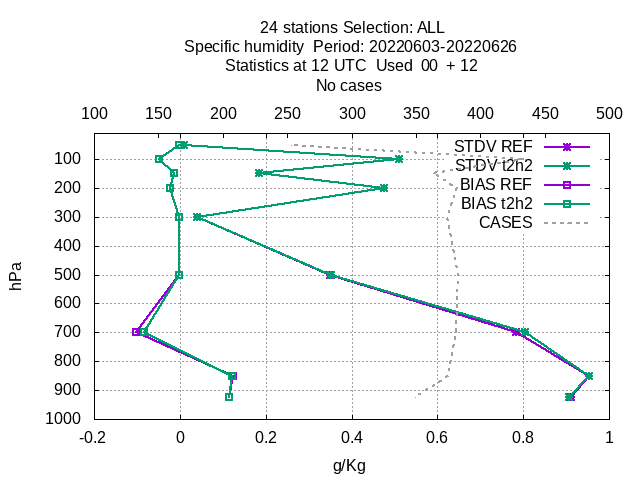 24 stations Selection: ALL
Specific humidity  Period: 20220603-20220626
Statistics at 12 UTC  Used  00  + 12
No cases
100 150 200 250 300 350 400 450 500
STDV REF
STDV t2h2
BIAS REF
BIAS t2h2
CASES
100
200
300
400
500
600
700
800
900
1000
hPa
-0.2 0 0.2 0.4 0.6 0.8 1
g/Kg